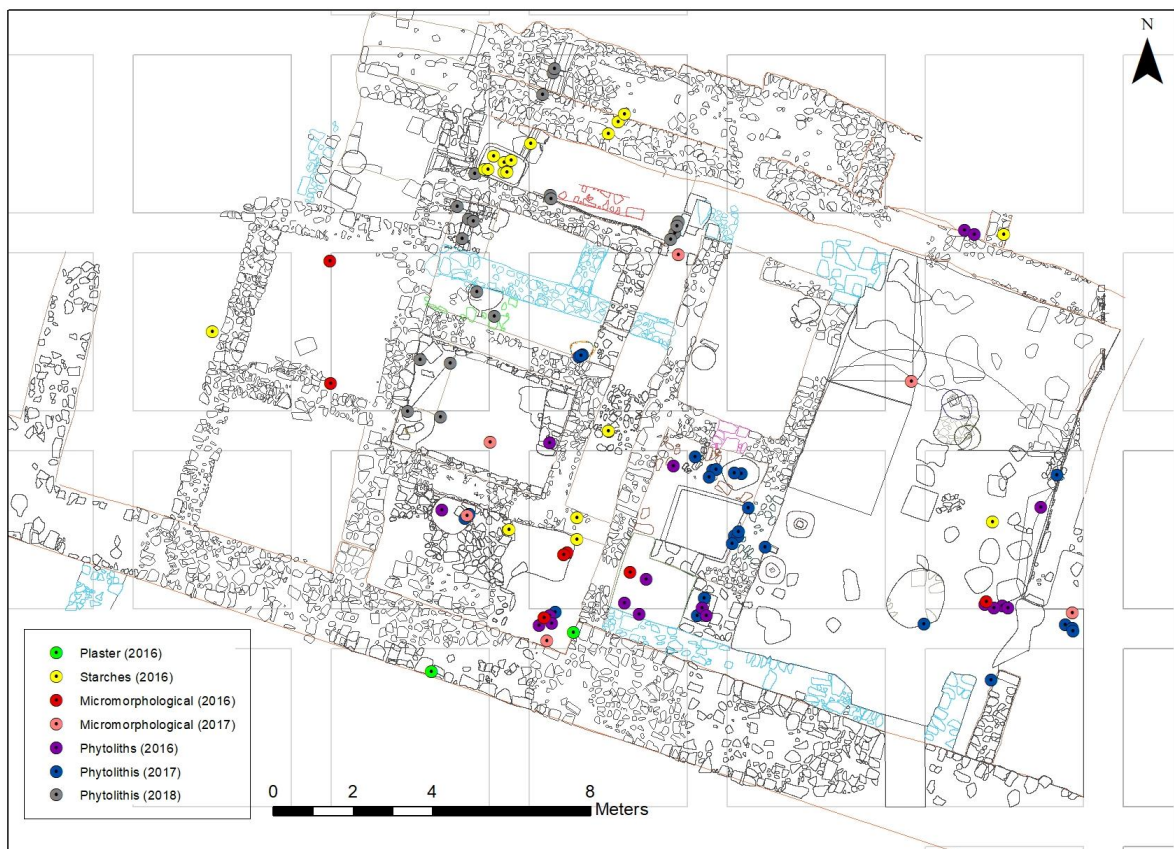 N
Plaster (2016)
Starches (2016)
Micromorphological (2016)
Micromorphological (2017)
Phytoliths (2016)
Phytolithis (2017)
Phytolithis (2018)
0 2 4 8
Meters